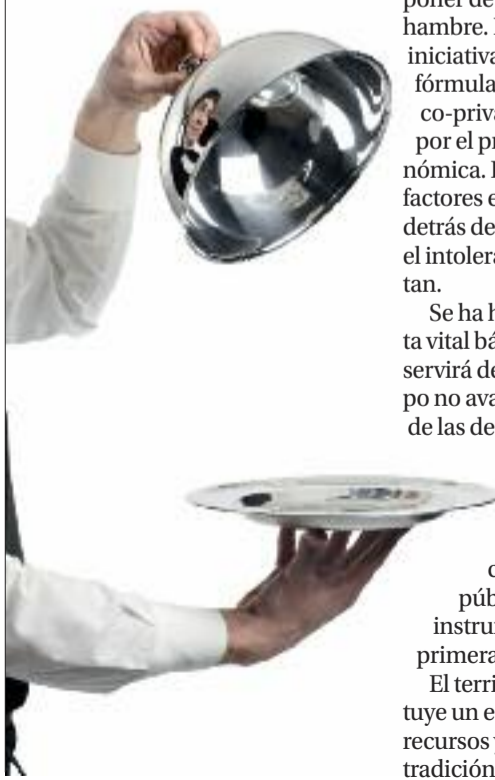 poner de
hambre.
iniciativa
fórmula
co-priva
por el pr
nómica.
factores e
detrás de
el intolera
tan.
Se ha h
ta vital bá
servirá de
po no ava
de las de
c
púb
instru
primera
El terri
tuye un e
recursos y
tradición